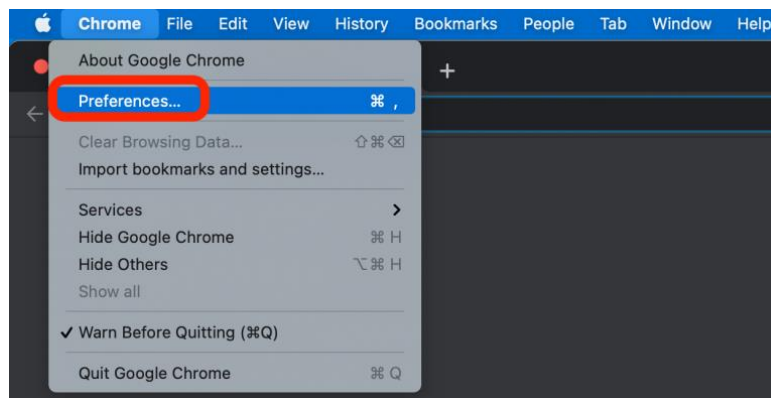 Chrome File Edit View History Bookmarks People Tab Window Help
About Google Chrome
Preferences... ⌘ ,
Clear Browsing Data... ⇧⌘⌫
Import bookmarks and settings...
Services
Hide Google Chrome ⌘ H
Hide Others ⌥⌘ H
Show all
✓ Warn Before Quitting (⌘Q)
Quit Google Chrome ⌘ Q